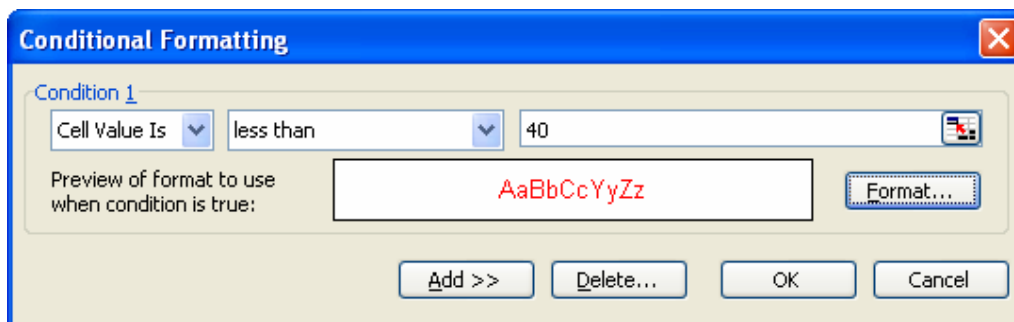 Conditional Formatting
Condition 1
Cell Value Is less than 40
Preview of format to use
when condition is true:
AaBbCcYyZz
Format...
Add >> Delete... OK Cancel